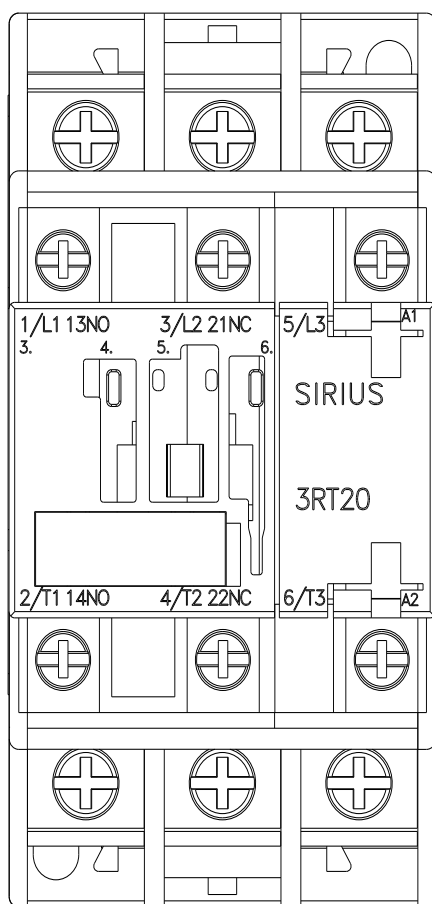 1/L1 13NO 3/L2 21NC 5/L3 A1
3. 4. 5. 6.
SIRIUS
3RT20
2/T1 14NO 4/T2 22NC 6/T3 A2